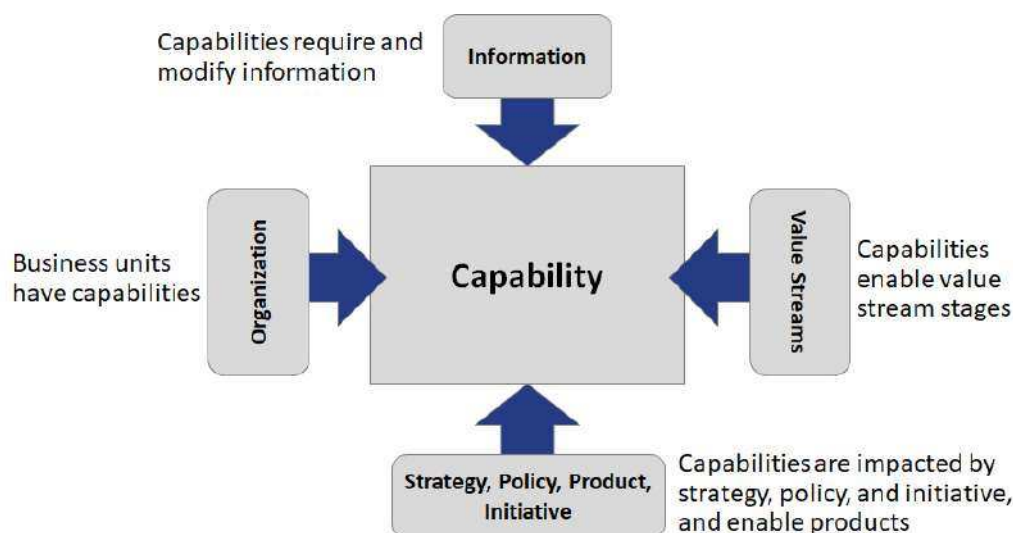 Capabilities require and
modify information
Information
Business units
have capabilities
Organization
Capability
Value Streams
Capabilities
enable value
stream stages
Strategy, Policy, Product,
Initiative
Capabilities are impacted by
strategy, policy, and initiative,
and enable products